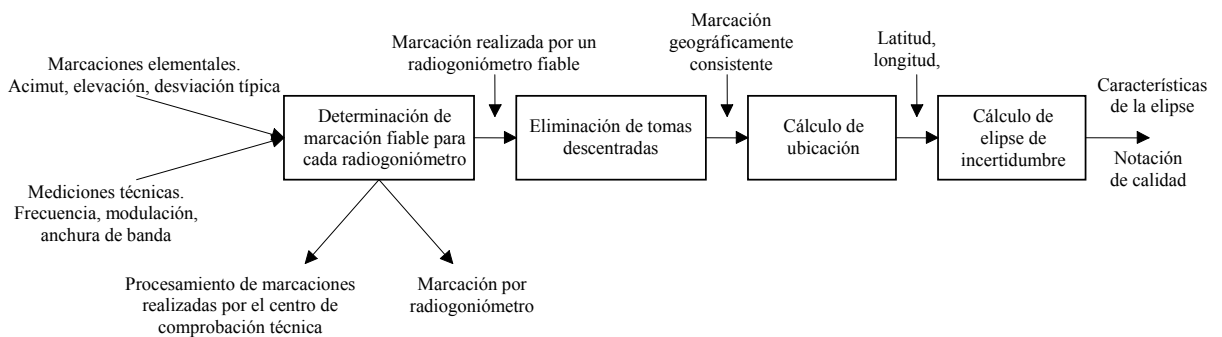 Marcaciones elementales.
Acimut, elevación, desviación típica
Mediciones técnicas.
Frecuencia, modulación,
anchura de banda
Determinación de
marcación fiable para
cada radiogoniómetro
Procesamiento de marcaciones
realizadas por el centro de
comprobación técnica
Marcación por
radiogoniómetro
Marcación realizada por un
radiogoniómetro fiable
Eliminación de tomas
descentradas
Marcación
geográficamente
consistente
Cálculo de
ubicación
Latitud,
longitud,
Cálculo de
elipse de
incertidumbre
Características
de la elipse
Notación
de calidad